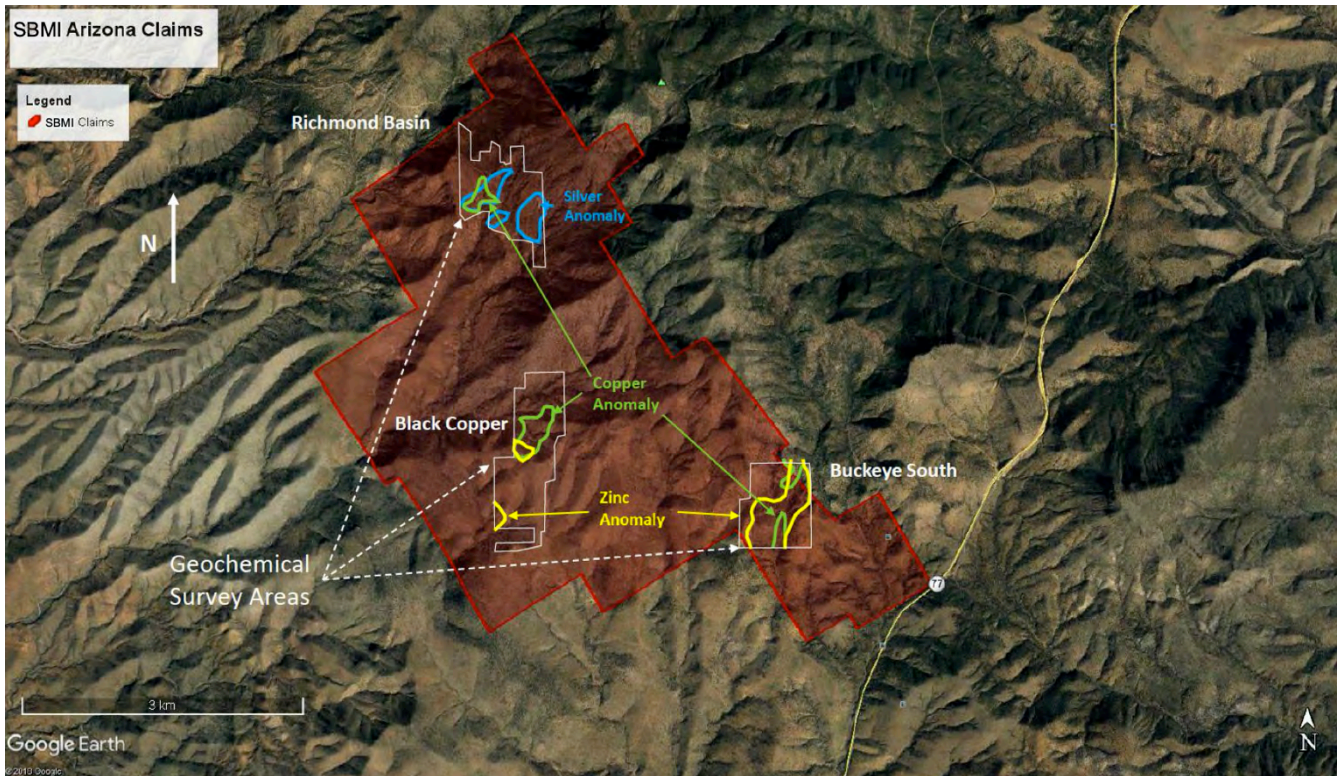 SBMI Arizona Claims
Legend
SBMI Claims
Richmond Basin
Silver
Anomaly
N
Copper
Anomaly
Black Copper
Buckeye South
Zinc
Anomaly
Geochemical
Survey Areas
77
3 km
Google Earth
N